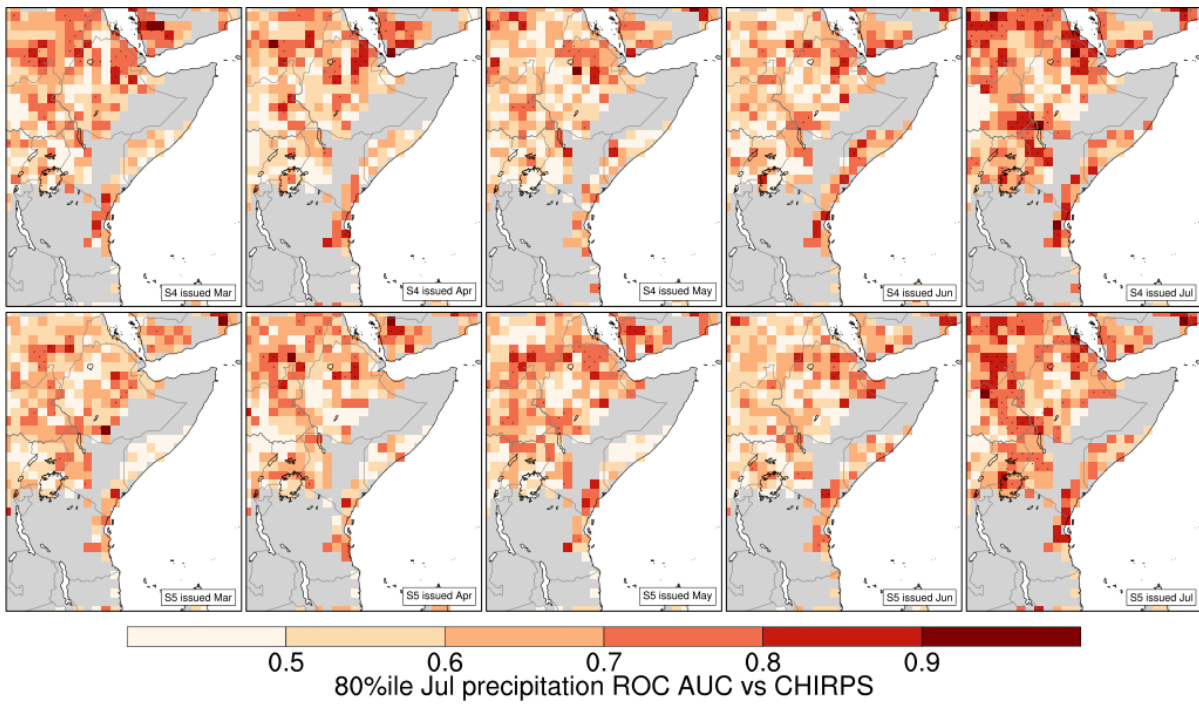 S4 issued Mar
S4 issued Apr
S4 issued May
S4 issued Jun
S4 issued Jul
S5 issued Mar
S5 issued Apr
S5 issued May
S5 issued Jun
S5 issued Jul
0.5 0.6 0.7 0.8 0.9
80%ile Jul precipitation ROC AUC vs CHIRPS